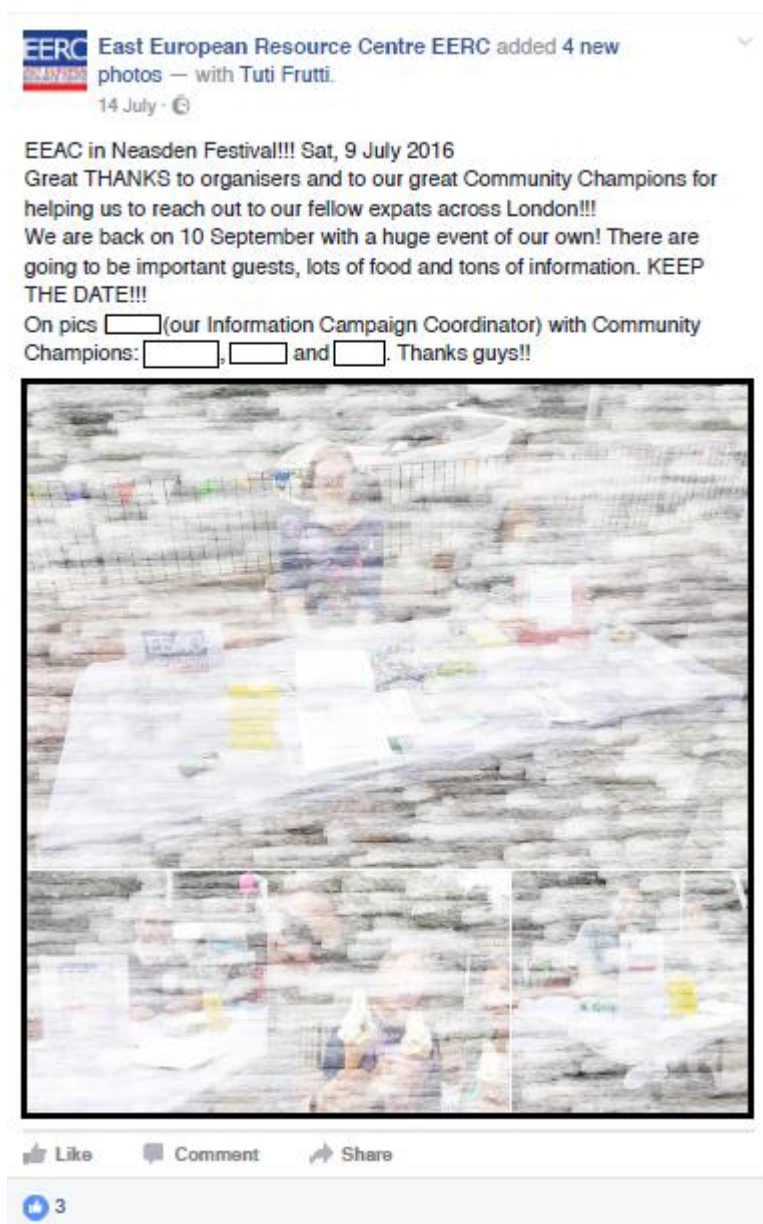 EERC
East European Resource Centre EERC added 4 new
photos — with Tuti Frutti.
14 July ·
EEAC in Neasden Festival!!! Sat, 9 July 2016
Great THANKS to organisers and to our great Community Champions for
helping us to reach out to our fellow expats across London!!!
We are back on 10 September with a huge event of our own! There are
going to be important guests, lots of food and tons of information. KEEP
THE DATE!!!
On pics (our Information Campaign Coordinator) with Community
Champions: , and . Thanks guys!!
EEAC
Like Comment Share
3